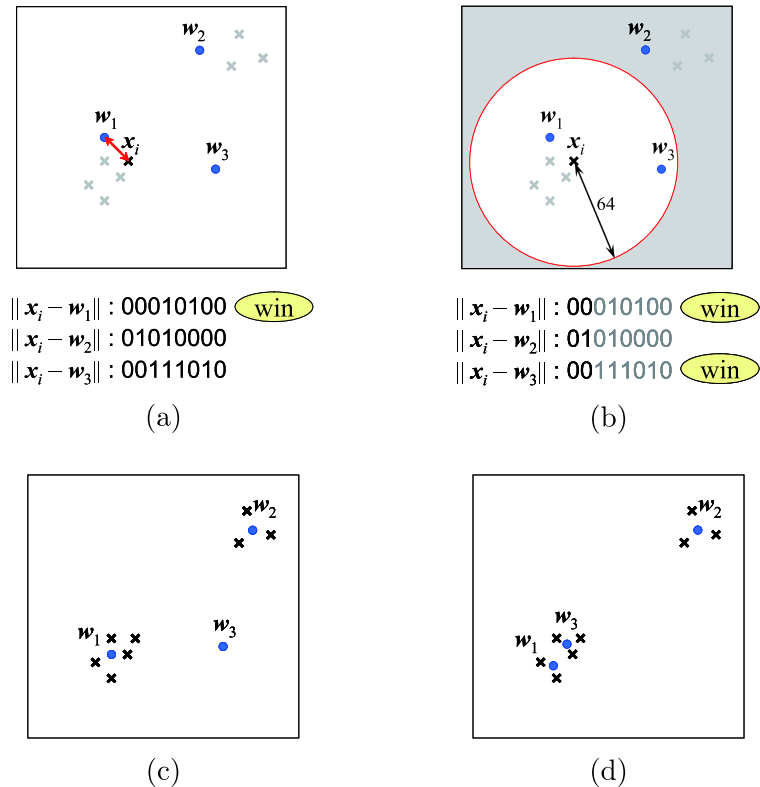 w2
w1
xi
w3
‖ xi − w1‖ : 00010100 win
‖ xi − w2‖ : 01010000
‖ xi − w3‖ : 00111010
(a)
w2
w1
xi
w3
64
‖ xi − w1‖ : 00010100 win
‖ xi − w2‖ : 01010000
‖ xi − w3‖ : 00111010 win
(b)
w2
w1
w3
(c)
w2
w3
w1
(d)